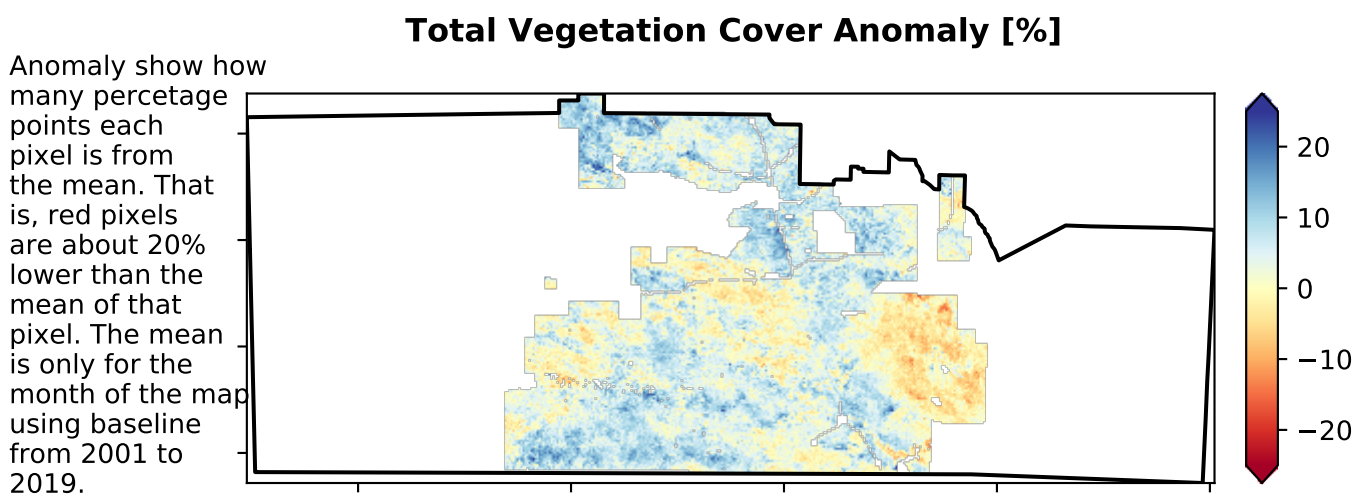 Total Vegetation Cover Anomaly [%]
Anomaly show how
many percetage
points each
pixel is from
the mean. That
is, red pixels
are about 20%
lower than the
mean of that
pixel. The mean
is only for the
month of the map
using baseline
from 2001 to
2019.
20
10
0
−10
−20